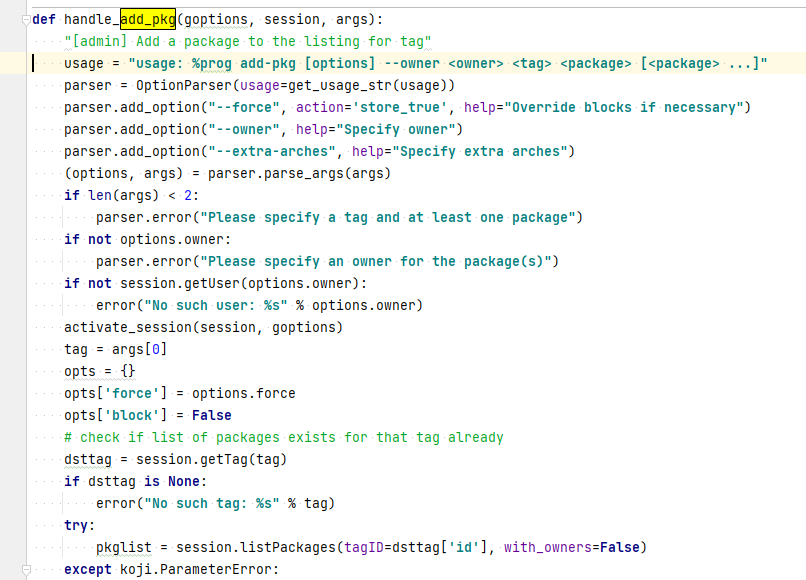 def handle_add_pkg(goptions, session, args):
    "[admin] Add a package to the listing for tag"
    usage = "usage: %prog add-pkg [options] --owner <owner> <tag> <package> [<package> ...]"
    parser = OptionParser(usage=get_usage_str(usage))
    parser.add_option("--force", action='store_true', help="Override blocks if necessary")
    parser.add_option("--owner", help="Specify owner")
    parser.add_option("--extra-arches", help="Specify extra arches")
    (options, args) = parser.parse_args(args)
    if len(args) < 2:
        parser.error("Please specify a tag and at least one package")
    if not options.owner:
        parser.error("Please specify an owner for the package(s)")
    if not session.getUser(options.owner):
        error("No such user: %s" % options.owner)
    activate_session(session, goptions)
    tag = args[0]
    opts = {}
    opts['force'] = options.force
    opts['block'] = False
    # check if list of packages exists for that tag already
    dsttag = session.getTag(tag)
    if dsttag is None:
        error("No such tag: %s" % tag)
    try:
        pkglist = session.listPackages(tagID=dsttag['id'], with_owners=False)
    except koji.ParameterError: